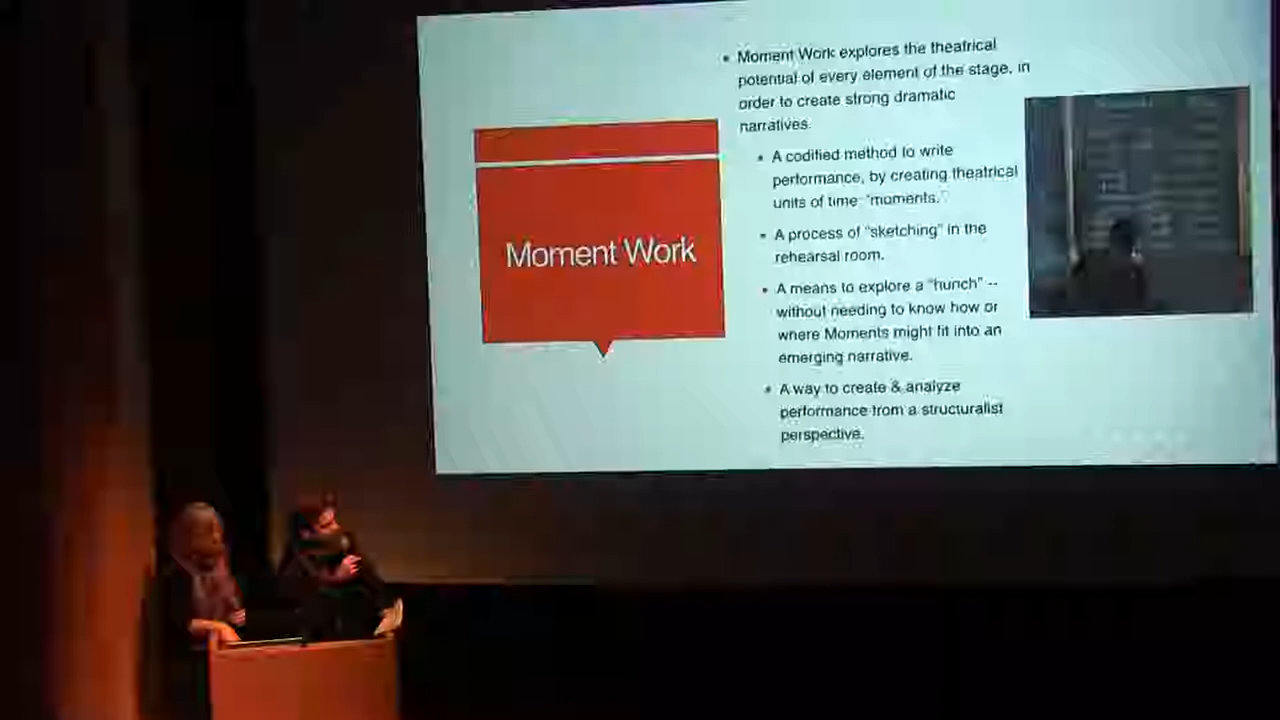 Moment Work
• Moment Work explores the theatrical
potential of every element of the stage, in
order to create strong dramatic
narratives.
• A codified method to write
performance, by creating theatrical
units of time: "moments."
• A process of "sketching" in the
rehearsal room.
• A means to explore a "hunch" --
without needing to know how or
where Moments might fit into an
emerging narrative.
• A way to create & analyze
performance from a structuralist
perspective.